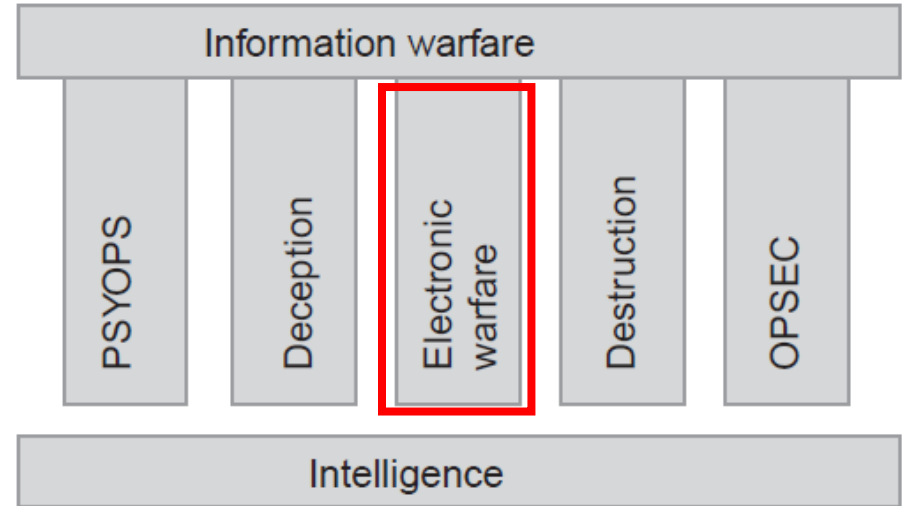 Information warfare
PSYOPS
Deception
Electronic
warfare
Destruction
OPSEC
Intelligence